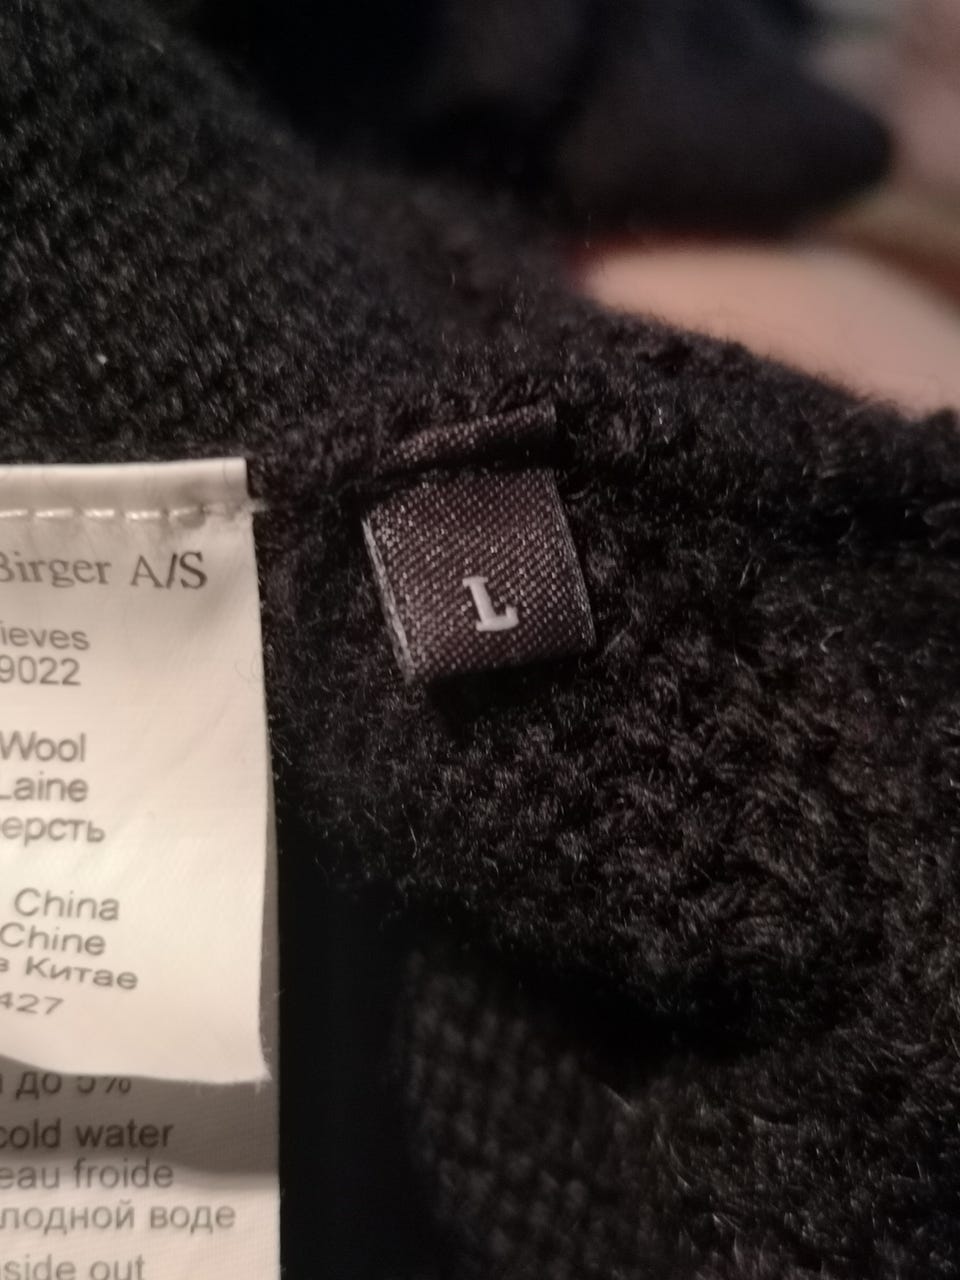 Birger A/S
ieves
9022
Wool
Laine
ерсть
China
Chine
в Китае
427
до 5%
cold water
eau froide
лодной воде
side out
L